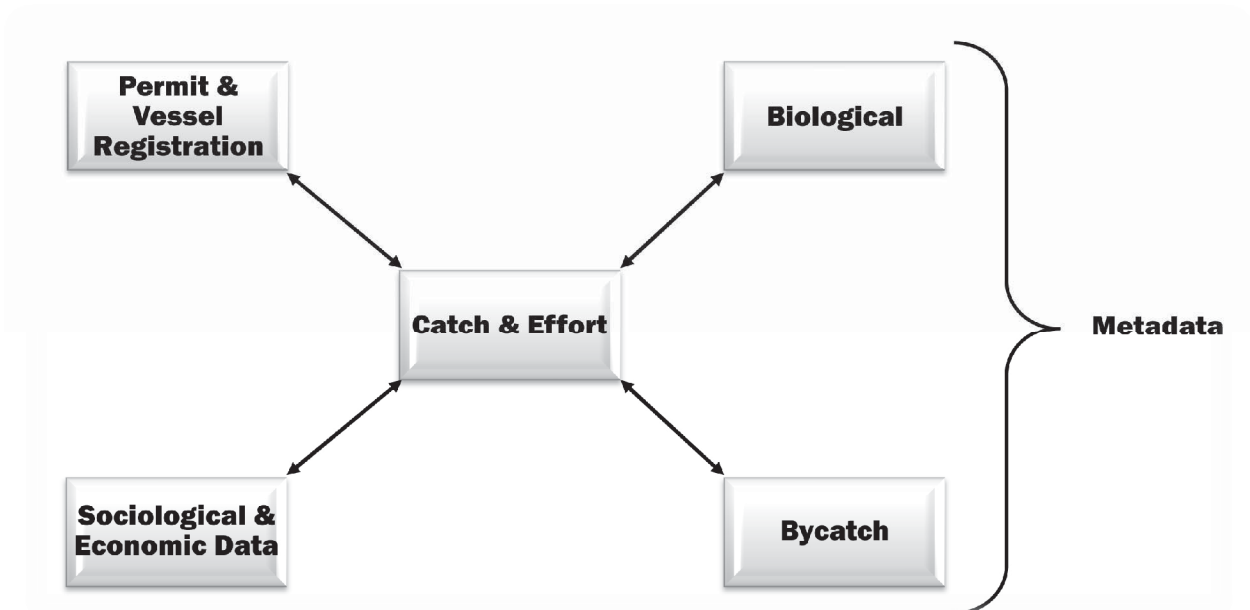 Permit &
Vessel
Registration
Biological
Catch & Effort
Metadata
Sociological &
Economic Data
Bycatch